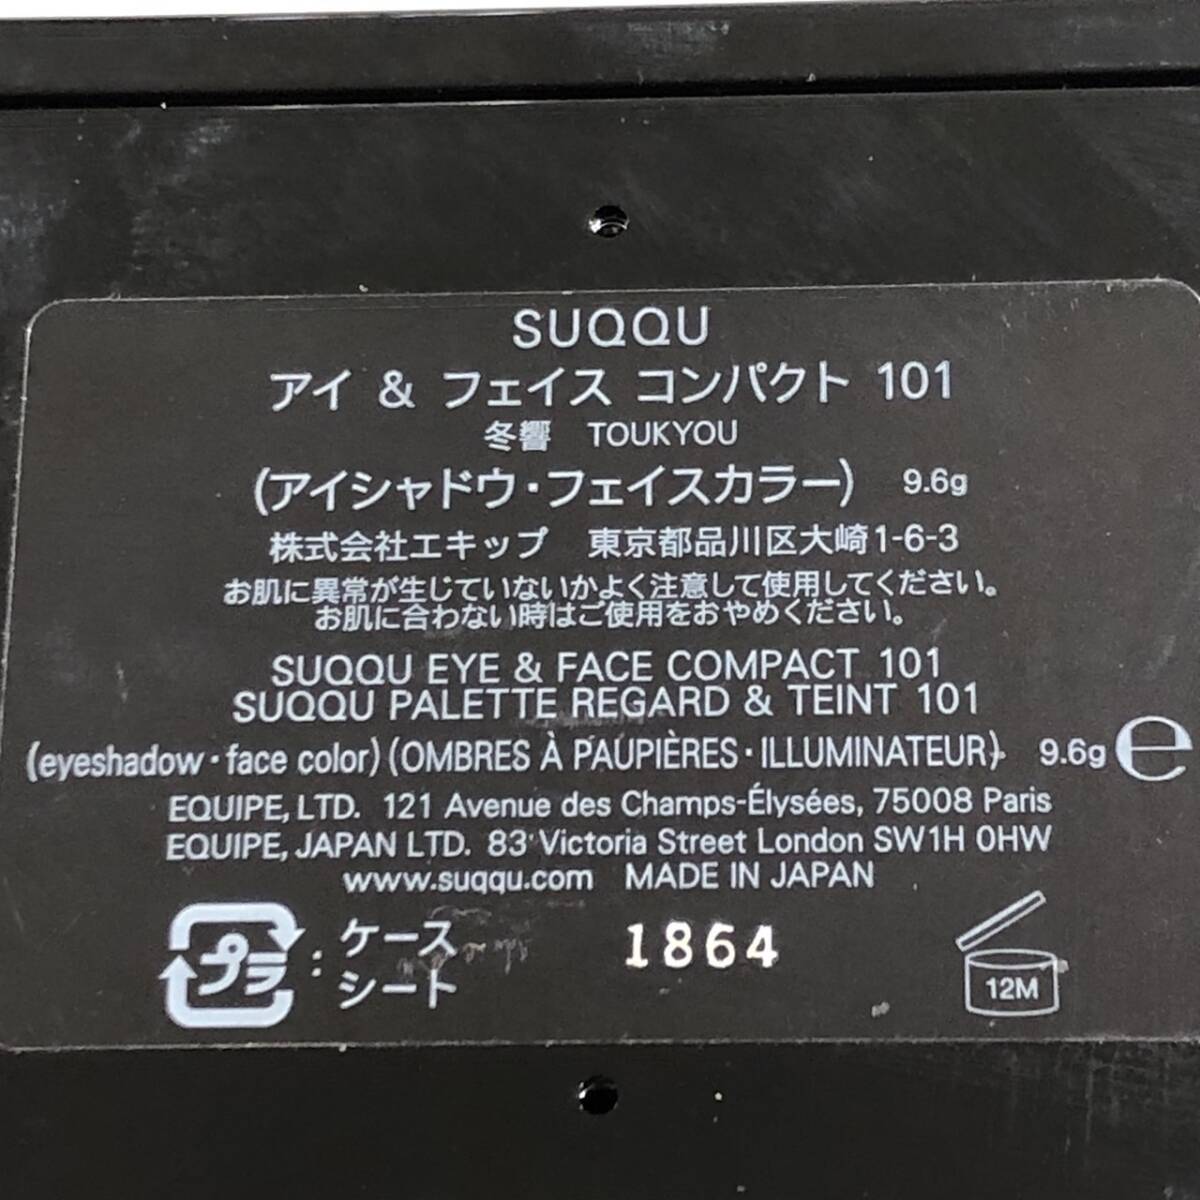 SUQQU
アイ & フェイス コンパクト 101
冬響 TOUKYOU
(アイシャドウ・フェイスカラー) 9.6g
株式会社エキップ 東京都品川区大崎1-6-3
お肌に異常が生じていないかよく注意して使用してください。
お肌に合わない時はご使用をおやめください。
SUQQU EYE & FACE COMPACT 101
SUQQU PALETTE REGARD & TEINT 101
(eyeshadow・face color) (OMBRES À PAUPIÈRES・ILLUMINATEUR) 9.6g ℮
EQUIPE, LTD. 121 Avenue des Champs-Élysées, 75008 Paris
EQUIPE, JAPAN LTD. 83 Victoria Street London SW1H 0HW
www.suqqu.com MADE IN JAPAN
プラ : ケース
シート
1864
12M